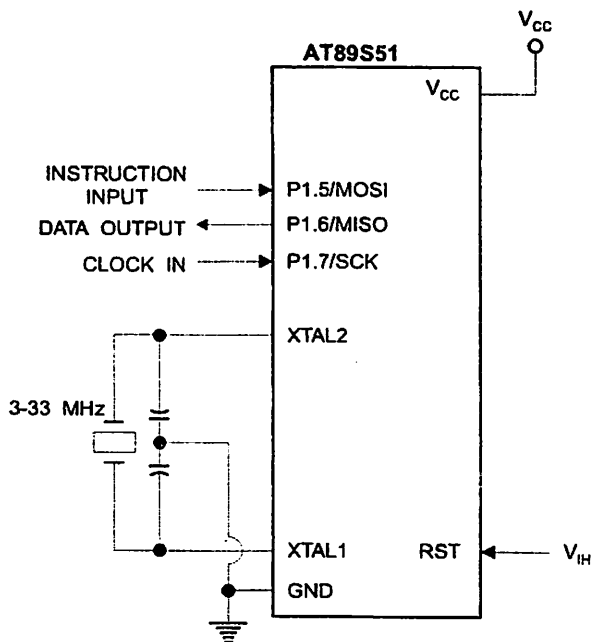 V_CC
AT89S51
V_CC
INSTRUCTION
INPUT
P1.5/MOSI
DATA OUTPUT
P1.6/MISO
CLOCK IN
P1.7/SCK
XTAL2
3-33 MHz
XTAL1
RST
V_IH
GND